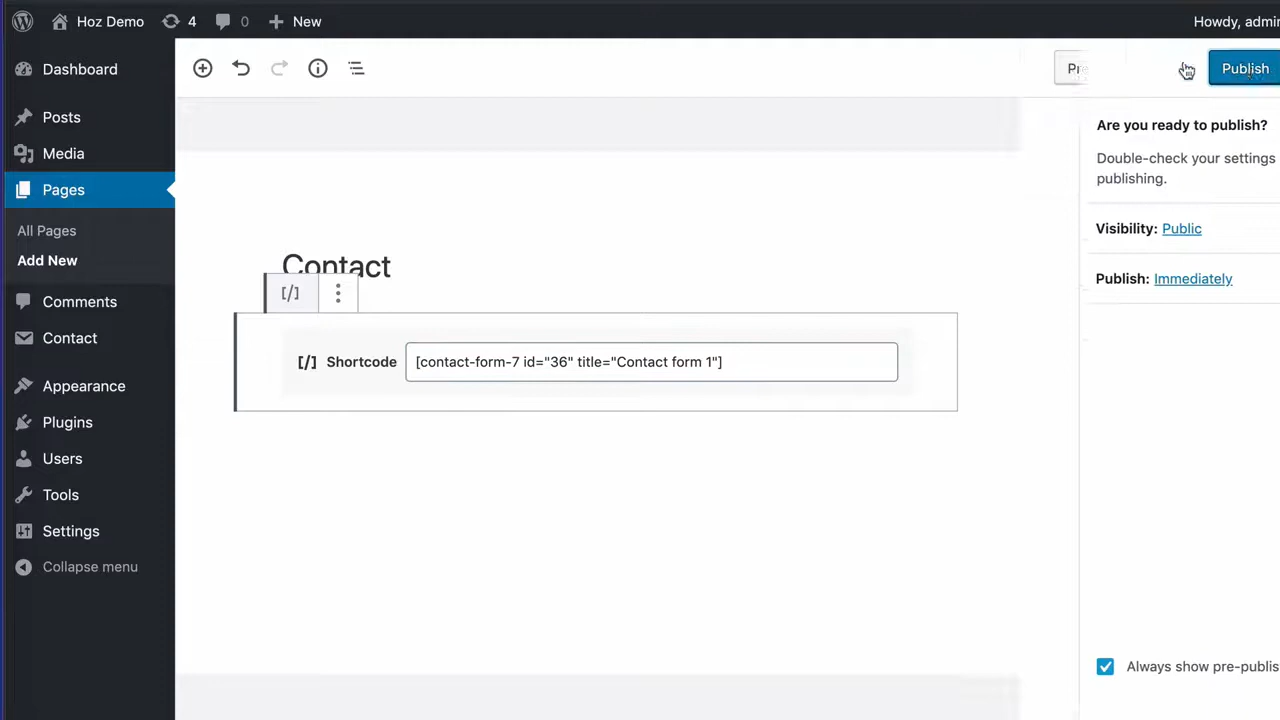 Hoz Demo 4 0 New Howdy, admin
Dashboard
Posts
Media
Pages
All Pages
Add New
Comments
Contact
Appearance
Plugins
Users
Tools
Settings
Collapse menu
Publish
Contact
[/]
[/] Shortcode [contact-form-7 id="36" title="Contact form 1"]
Are you ready to publish?
Double-check your settings
publishing.
Visibility: Public
Publish: Immediately
Always show pre-publis